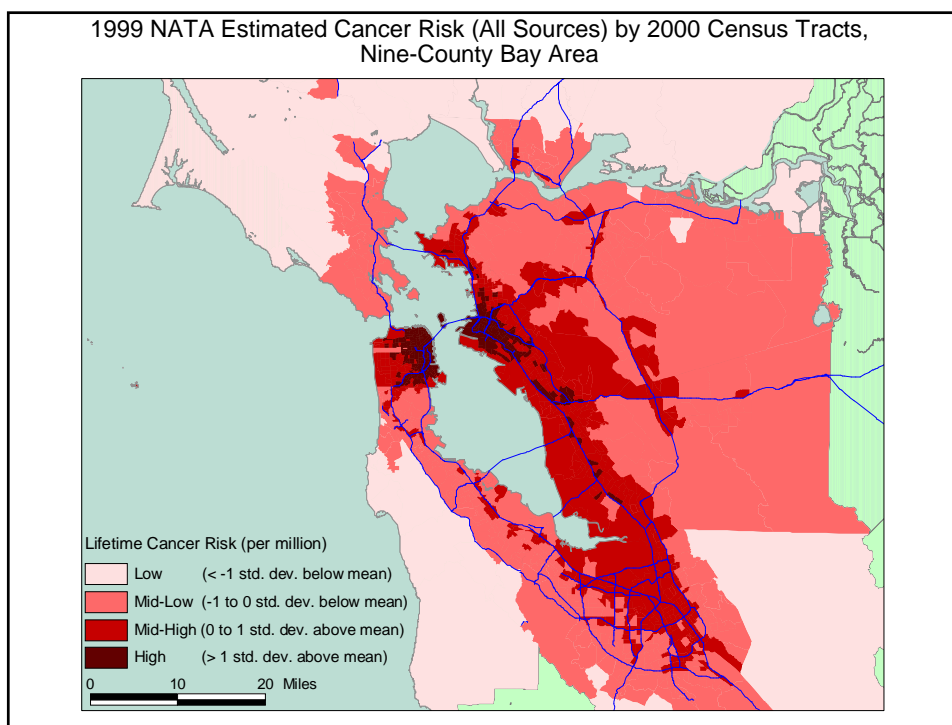 1999 NATA Estimated Cancer Risk (All Sources) by 2000 Census Tracts,
Nine-County Bay Area
Lifetime Cancer Risk (per million)
Low (< -1 std. dev. below mean)
Mid-Low (-1 to 0 std. dev. below mean)
Mid-High (0 to 1 std. dev. above mean)
High (> 1 std. dev. above mean)
0 10 20 Miles